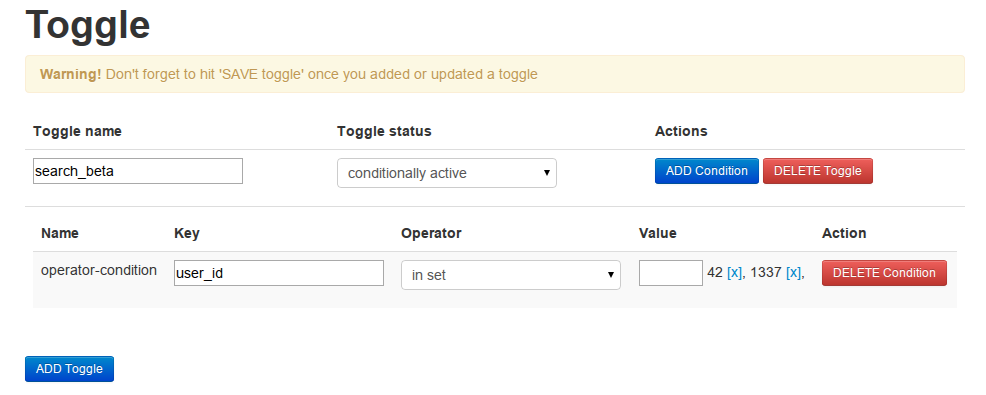 Toggle
Warning! Don't forget to hit 'SAVE toggle' once you added or updated a toggle
Toggle name Toggle status Actions
search_beta conditionally active ADD Condition DELETE Toggle
Name Key Operator Value Action
operator-condition user_id in set 42 [x], 1337 [x], DELETE Condition
ADD Toggle